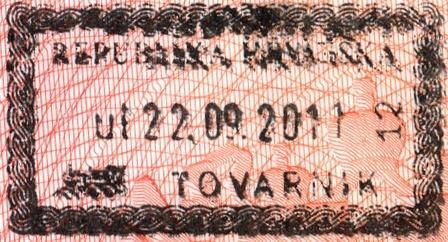 REPUBLIKA HRVATSKA
ul 22.09.2011 12
TOVARNIK